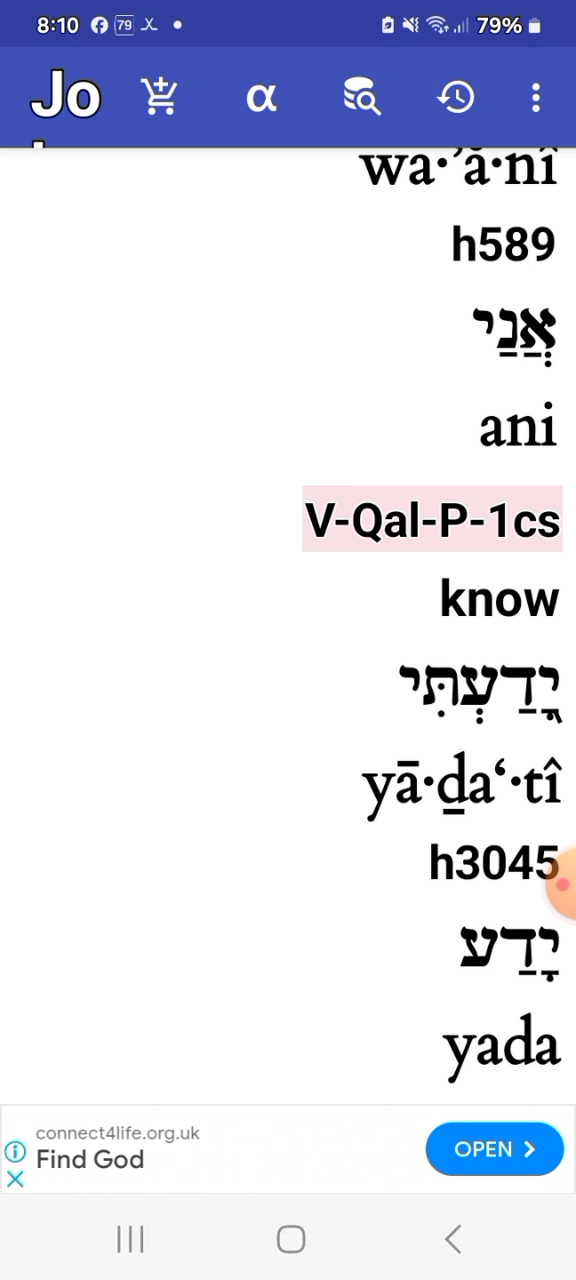 8:10 79 79%
Jo α
wa·’ă·nî
h589
אֲנַי
ani
V-Qal-P-1cs
know
יָ֭דַעְתִּי
yā·ḏa‘·tî
h3045
יָדַע
yada
connect4life.org.uk
Find God
OPEN